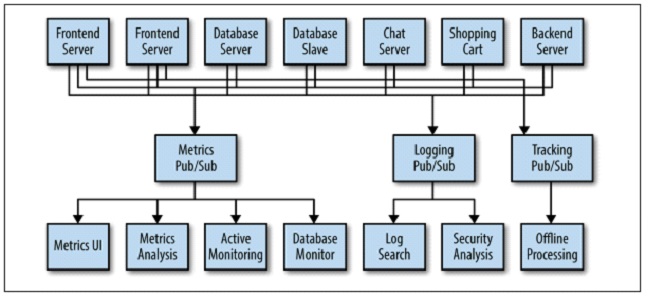 Frontend
Server
Frontend
Server
Database
Server
Database
Slave
Chat
Server
Shopping
Cart
Backend
Server
Metrics
Pub/Sub
Logging
Pub/Sub
Tracking
Pub/Sub
Metrics UI
Metrics
Analysis
Active
Monitoring
Database
Monitor
Log
Search
Security
Analysis
Offline
Processing